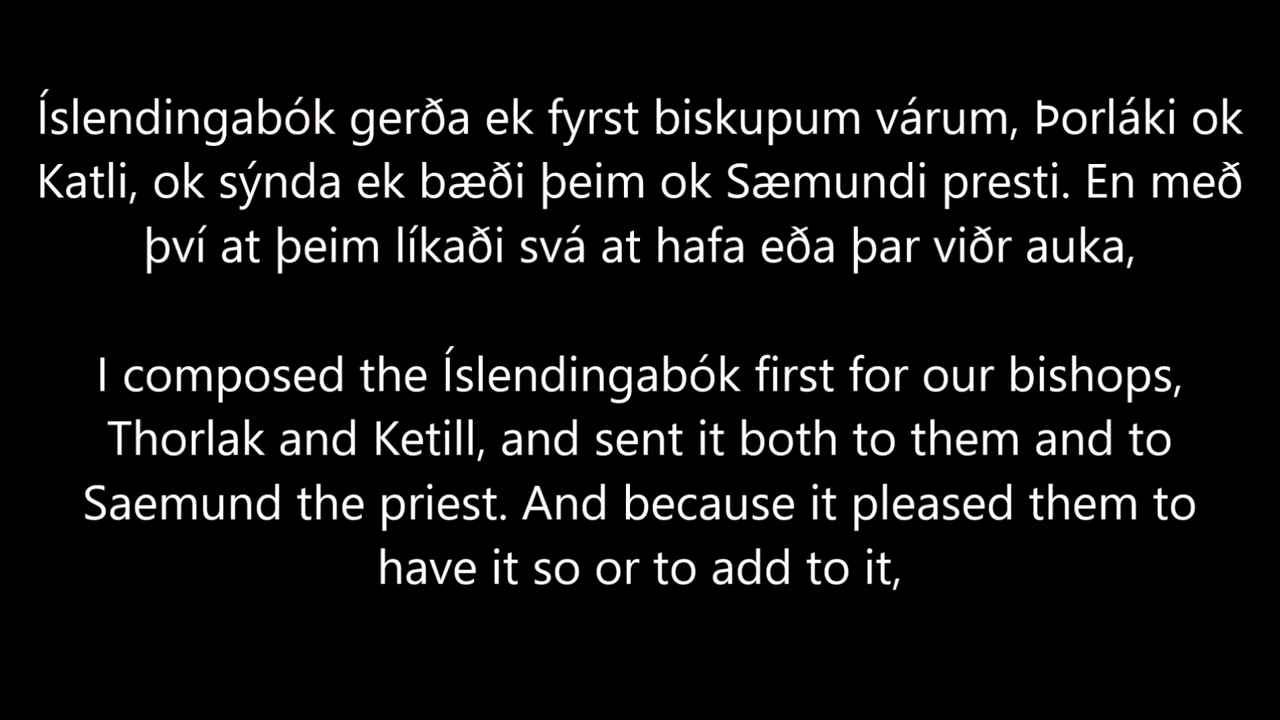 Íslendingabók gerða ek fyrst biskupum várum, Þorláki ok
Katli, ok sýnda ek bæði þeim ok Sæmundi presti. En með
því at þeim líkaði svá at hafa eða þar viðr auka,
I composed the Íslendingabók first for our bishops,
Thorlak and Ketill, and sent it both to them and to
Saemund the priest. And because it pleased them to
have it so or to add to it,